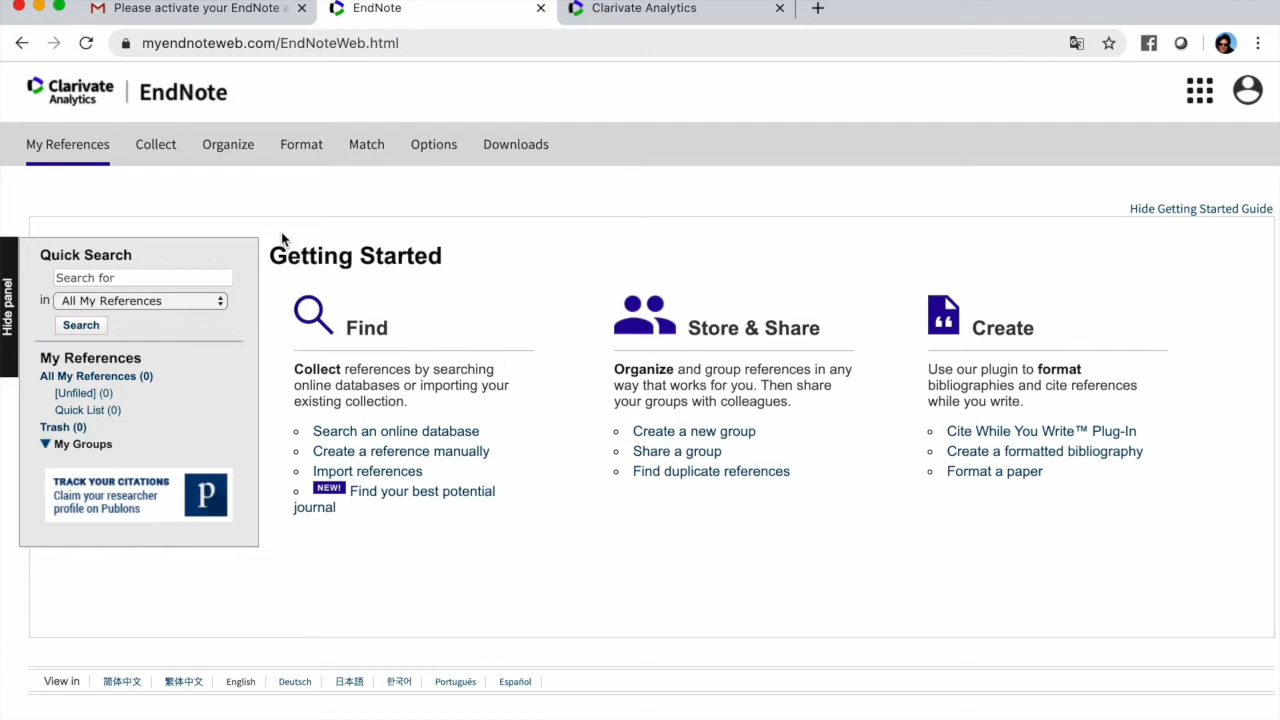 Please activate your EndNote a
EndNote
Clarivate Analytics
myendnoteweb.com/EndNoteWeb.html
Clarivate
Analytics
EndNote
My References
Collect
Organize
Format
Match
Options
Downloads
Hide Getting Started Guide
Hide panel
Quick Search
Search for
in All My References
Search
My References
All My References (0)
[Unfiled] (0)
Quick List (0)
Trash (0)
My Groups
TRACK YOUR CITATIONS
Claim your researcher
profile on Publons
p
Getting Started
Find
Collect references by searching
online databases or importing your
existing collection.
Search an online database
Create a reference manually
Import references
NEW! Find your best potential
journal
Store & Share
Organize and group references in any
way that works for you. Then share
your groups with colleagues.
Create a new group
Share a group
Find duplicate references
Create
Use our plugin to format
bibliographies and cite references
while you write.
Cite While You Write™ Plug-In
Create a formatted bibliography
Format a paper
View in
简体中文
繁体中文
English
Deutsch
日本語
한국어
Português
Español